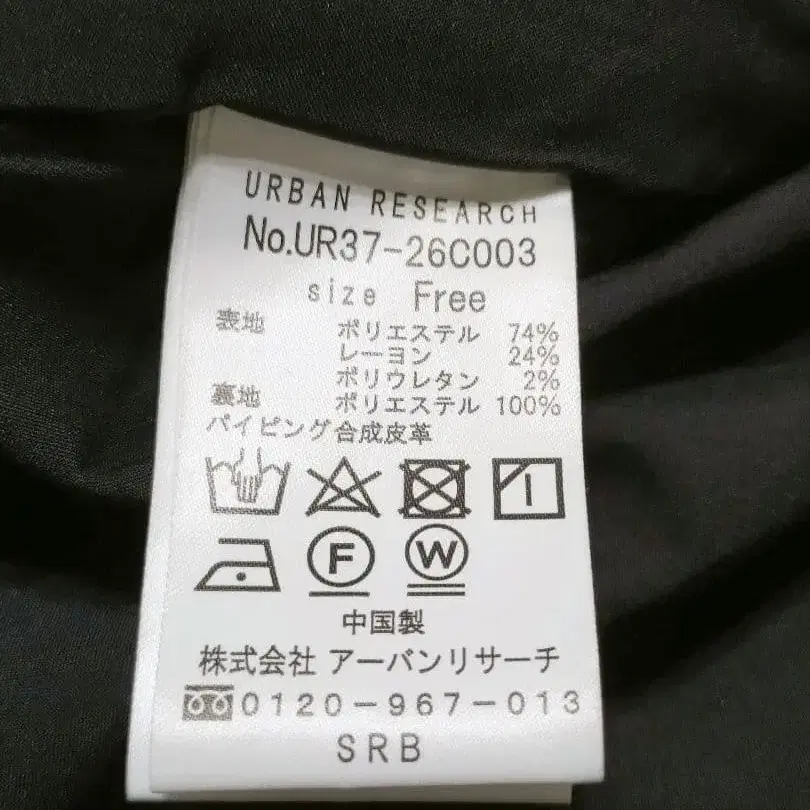 URBAN RESEARCH
No.UR37-26C003
size Free
表地 ポリエステル 74%
レーヨン 24%
ポリウレタン 2%
裏地 ポリエステル 100%
パイピング合成皮革
F W
中国製
株式会社 アーバンリサーチ
0120-967-013
SRB